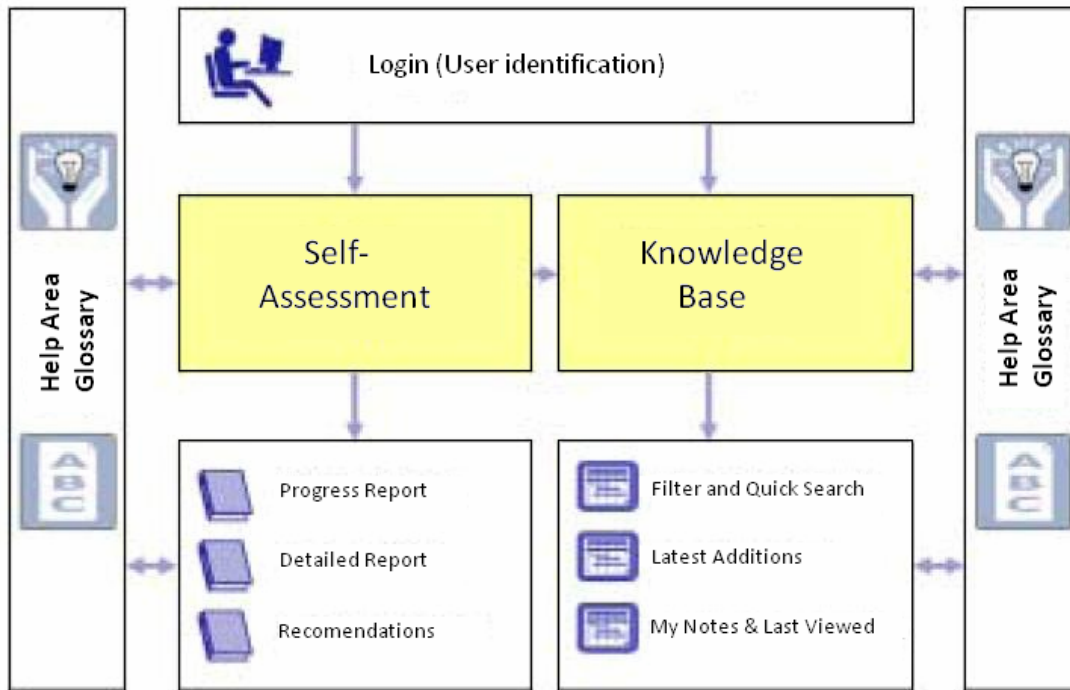 Login (User identification)
Help Area
Glossary
A
B
C
Self-
Assessment
Knowledge
Base
Help Area
Glossary
A
B
C
Progress Report
Detailed Report
Recomendations
Filter and Quick Search
Latest Additions
My Notes & Last Viewed